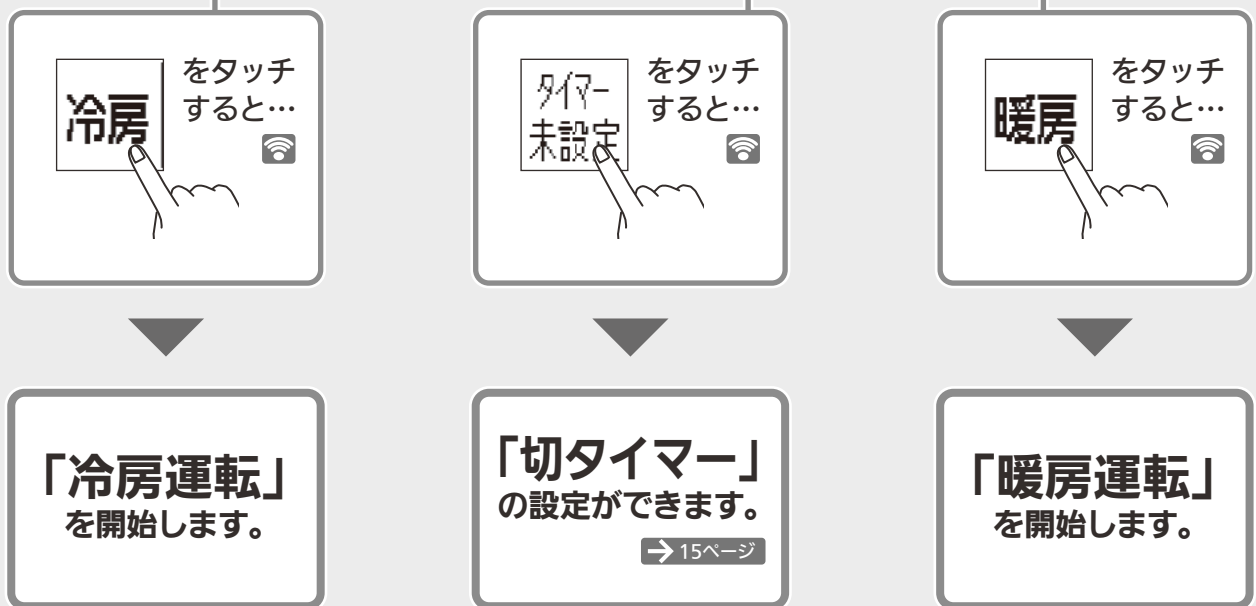 冷房
をタッチ
すると…
タイマー
未設定
をタッチ
すると…
暖房
をタッチ
すると…
「冷房運転」
を開始します。
「切タイマー」
の設定ができます。
→15ページ
「暖房運転」
を開始します。